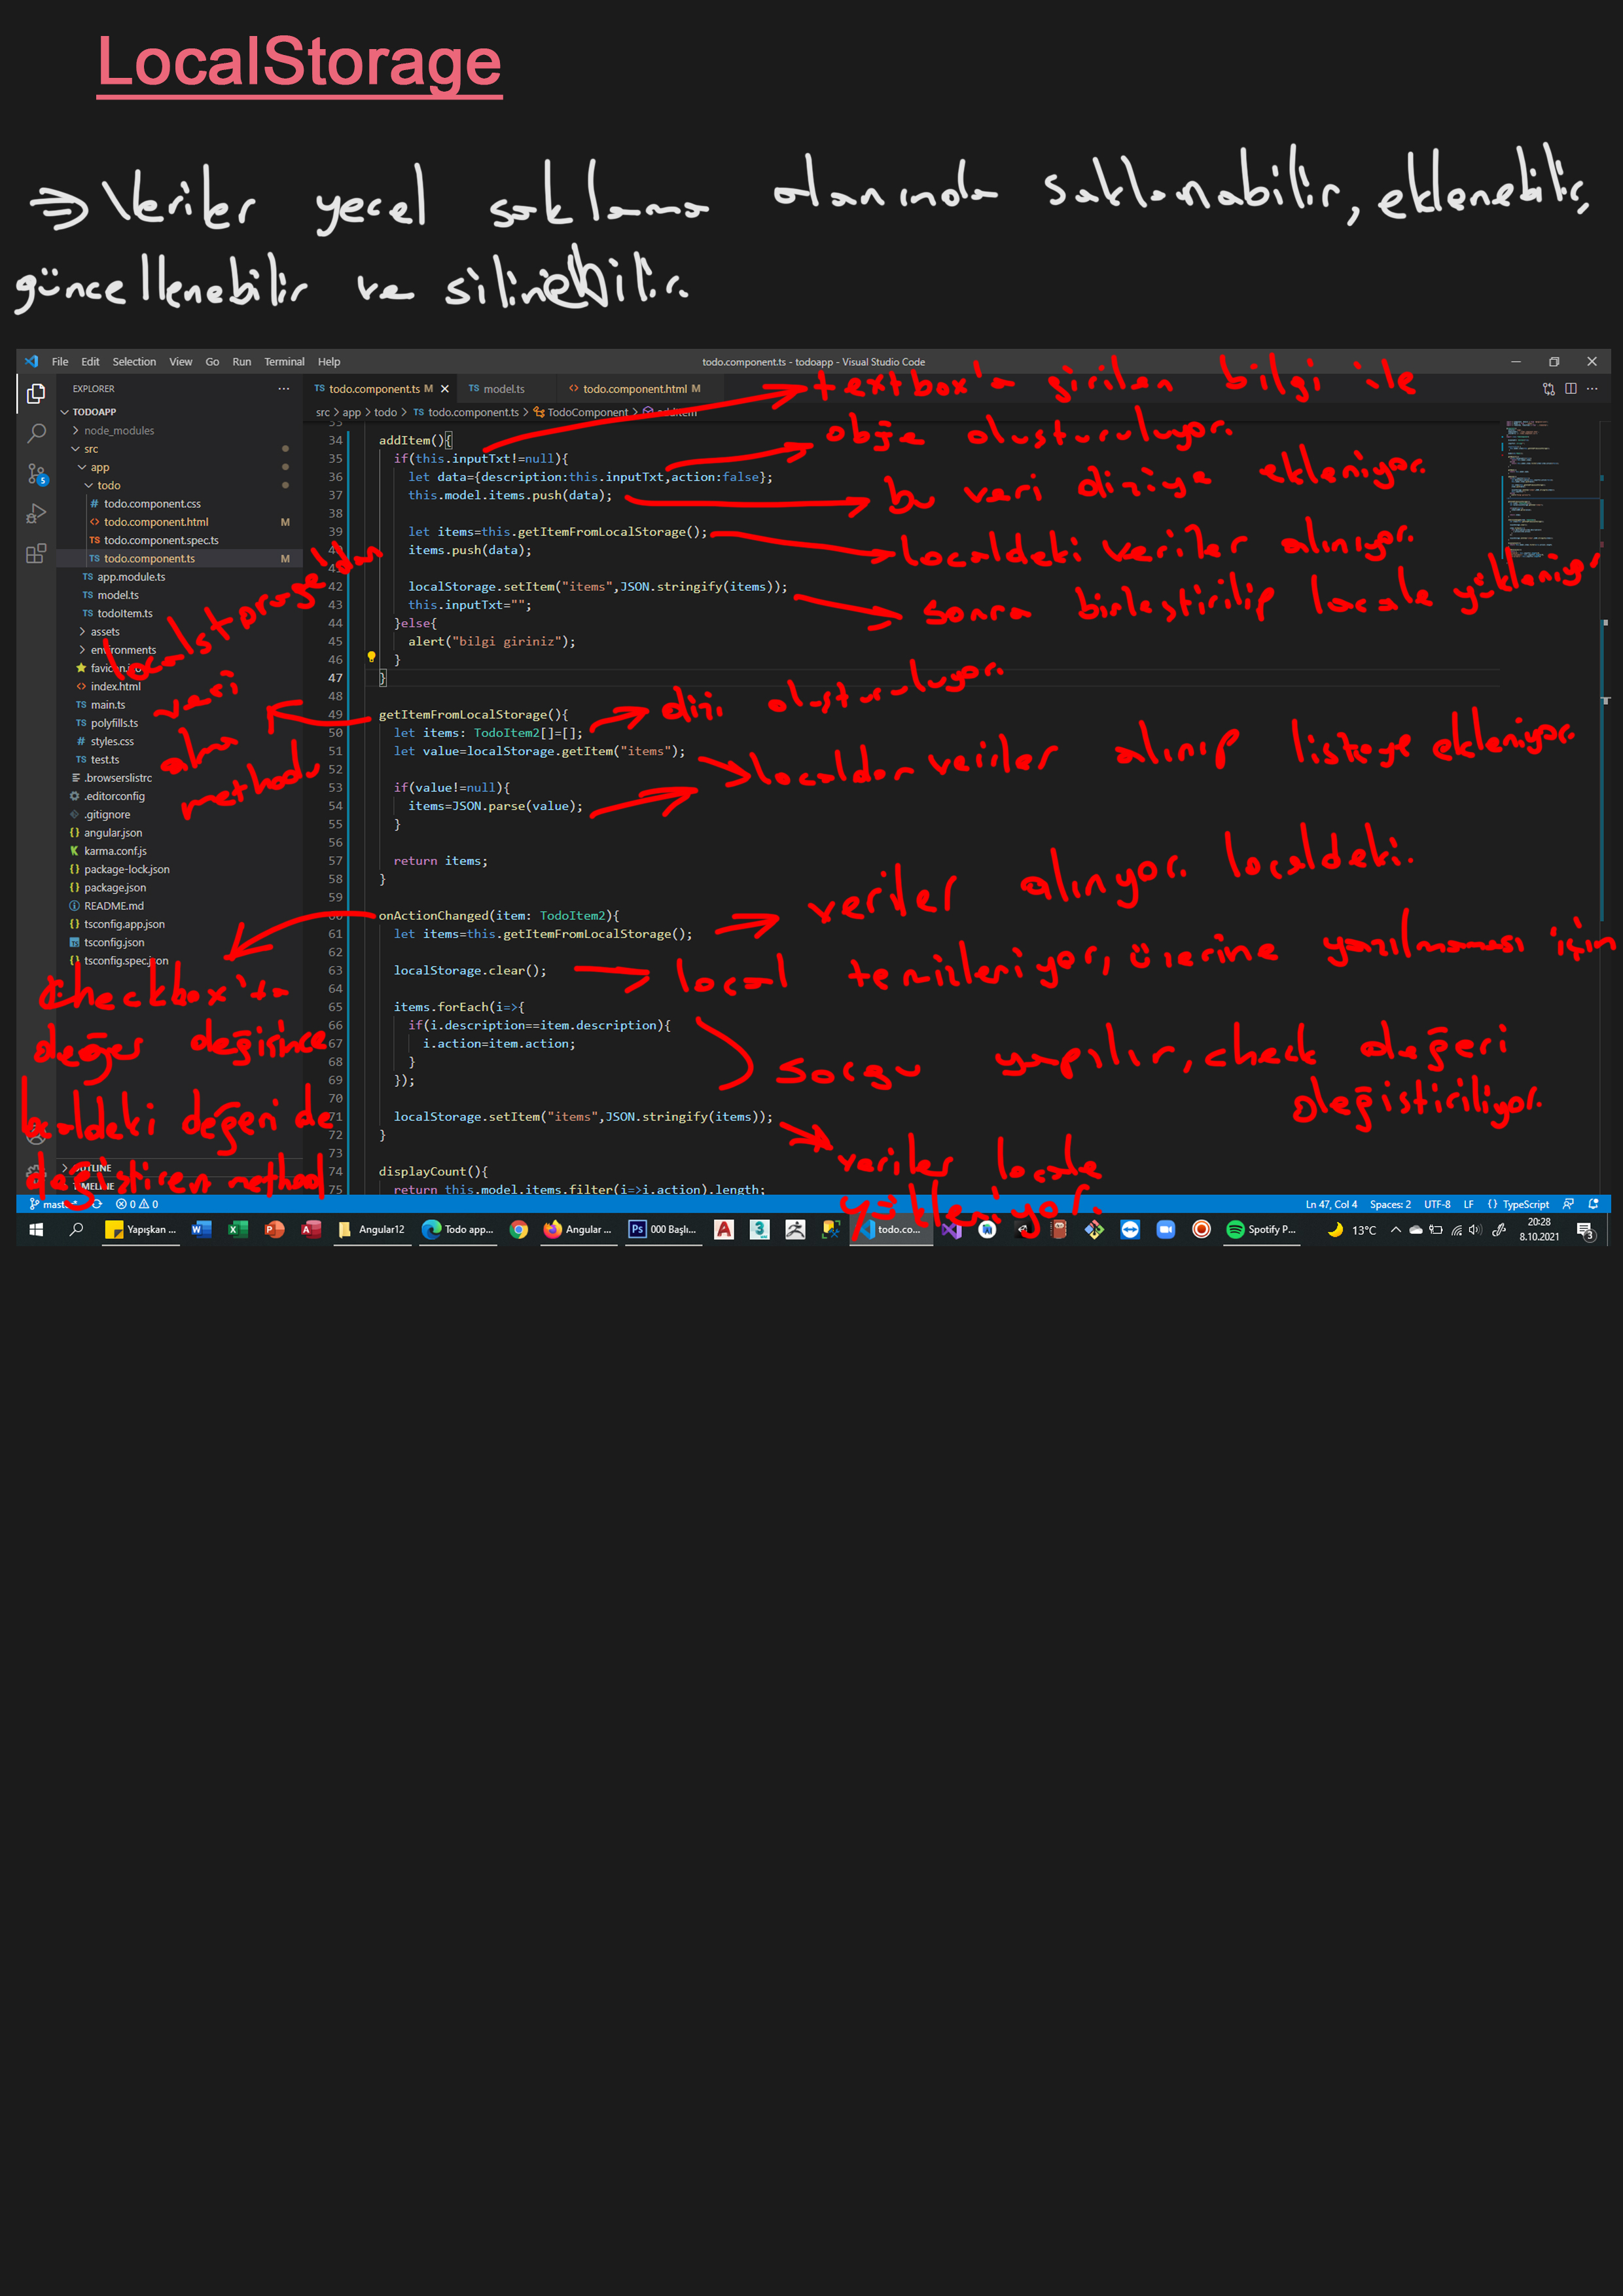 LocalStorage
⇒ Veriler yerel saklama alanında saklanabilir, eklenebilir,
güncellenebilir ve silinebilir.
File Edit Selection View Go Run Terminal Help
todo.component.ts - todoapp - Visual Studio Code
EXPLORER
TODOAPP
node_modules
src
app
todo
todo.component.css
todo.component.html M
todo.component.spec.ts
todo.component.ts M
app.module.ts
model.ts
todoItem.ts
assets
environments
index.html
main.ts
polyfills.ts
styles.css
test.ts
.browserslistrc
.editorconfig
.gitignore
angular.json
karma.conf.js
package-lock.json
package.json
README.md
tsconfig.app.json
tsconfig.json
tsconfig.spec.json
OUTLINE
TIMELINE
localstorage'dan
veri
alma
methodu
checkbox'ta
değer değişince
localdeki değeri de
değiştiren method
todo.component.ts M model.ts todo.component.html M
src > app > todo > todo.component.ts > TodoComponent > addItem
33
34 addItem(){
35 if(this.inputTxt!=null){
36 let data={description:this.inputTxt,action:false};
37 this.model.items.push(data);
38
39 let items=this.getItemFromLocalStorage();
items.push(data);
41
42 localStorage.setItem("items",JSON.stringify(items));
43 this.inputTxt="";
44 }else{
45 alert("bilgi giriniz");
46 }
47 }
48
49 getItemFromLocalStorage(){
50 let items: TodoItem2[]=[];
51 let value=localStorage.getItem("items");
52
53 if(value!=null){
54 items=JSON.parse(value);
55 }
56
57 return items;
58 }
59
60 onActionChanged(item: TodoItem2){
61 let items=this.getItemFromLocalStorage();
62
63 localStorage.clear();
64
65 items.forEach(i=>{
66 if(i.description==item.description){
67 i.action=item.action;
68 }
69 });
70
71 localStorage.setItem("items",JSON.stringify(items));
72 }
73
74 displayCount(){
75 return this.model.items.filter(i=>i.action).length;
textbox'a girilen bilgi ile
obje oluşturuluyor.
bu veri diziye ekleniyor.
localdeki veriler alınıyor.
sonra birleştirilip locale yükleniyor
dizi oluşturuluyor.
localdan veriler alınıp listeye ekleniyor.
veriler alınyor. localdeki.
local temizleniyor, üzerine yazılmaması için
sorgu yapılır, check değeri
değiştiriliyor.
veriler locale
yükleniyor.
0 0
Ln 47, Col 4 Spaces: 2 UTF-8 LF TypeScript
Yapışkan ... Angular12 Todo app... Angular ... 000 Başlı... todo.co... Spotify P... 13°C
20:28
8.10.2021
3